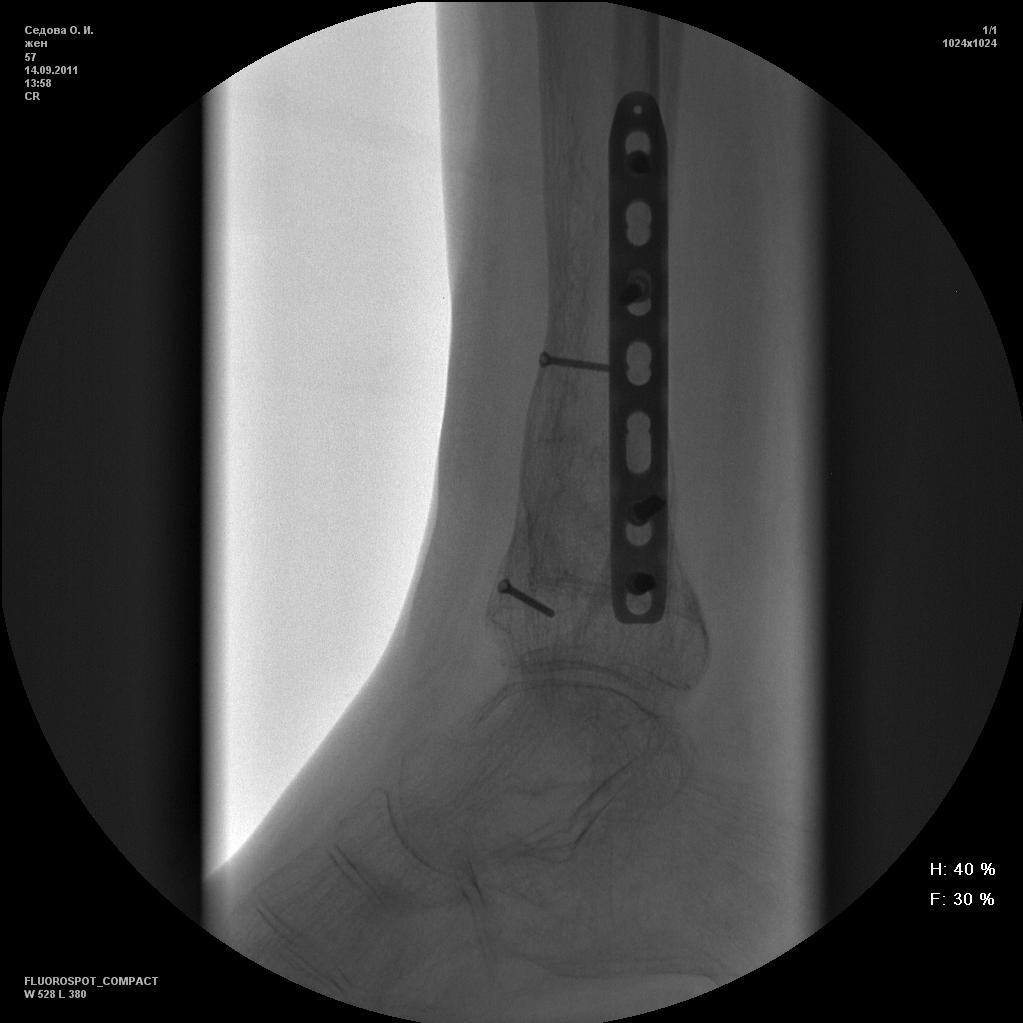 Седова О. И.
жен
57
14.09.2011
13:58
CR
1/1
1024x1024
H: 40 %
F: 30 %
FLUOROSPOT_COMPACT
W 528 L 380